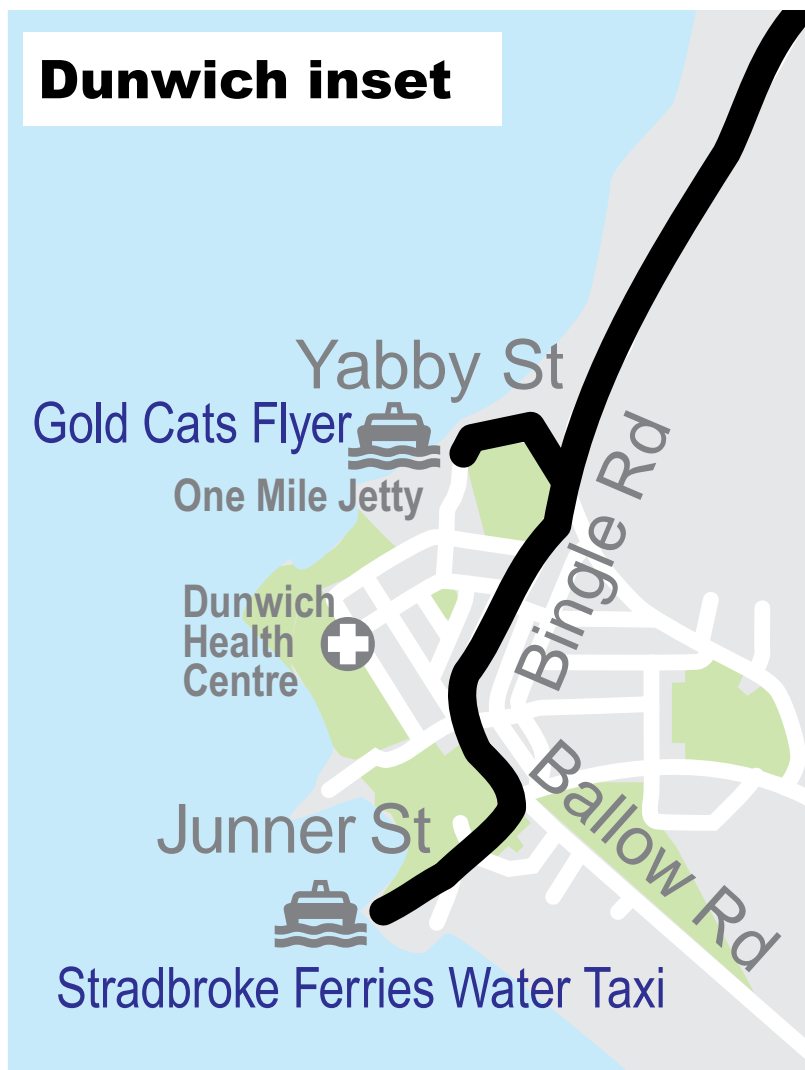 Dunwich inset
Yabby St
Gold Cats Flyer
One Mile Jetty
Bingle Rd
Dunwich
Health
Centre
Ballow Rd
Junner St
Stradbroke Ferries Water Taxi